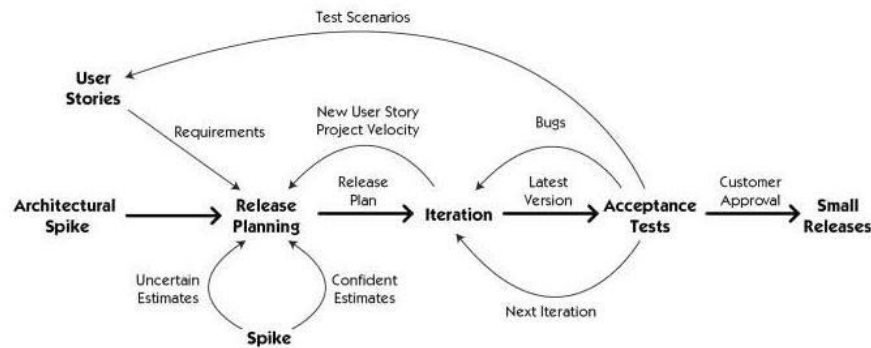 Test Scenarios
User
Stories
Requirements
New User Story
Project Velocity
Bugs
Architectural
Spike
Release
Planning
Release
Plan
Iteration
Latest
Version
Acceptance
Tests
Customer
Approval
Small
Releases
Uncertain
Estimates
Confident
Estimates
Next Iteration
Spike